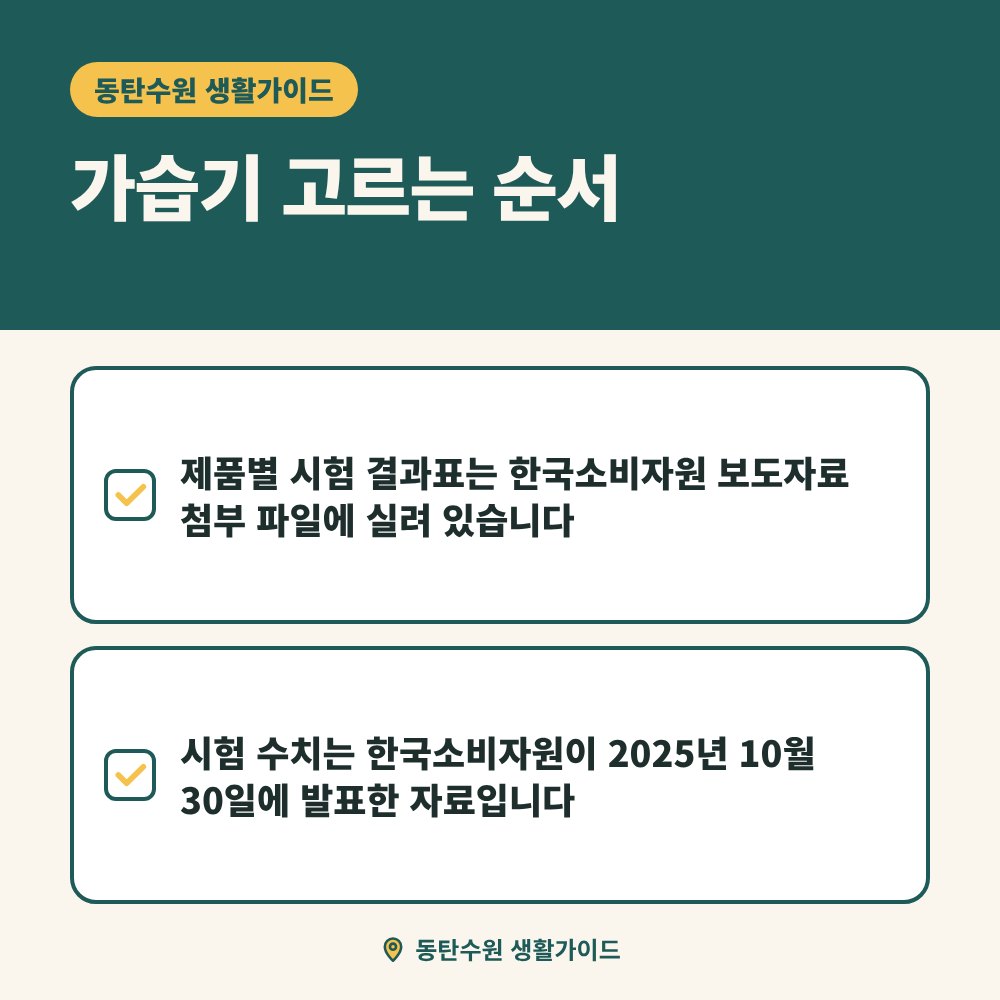 동탄수원 생활가이드
가습기 고르는 순서
제품별 시험 결과표는 한국소비자원 보도자료
첨부 파일에 실려 있습니다
시험 수치는 한국소비자원이 2025년 10월
30일에 발표한 자료입니다
동탄수원 생활가이드